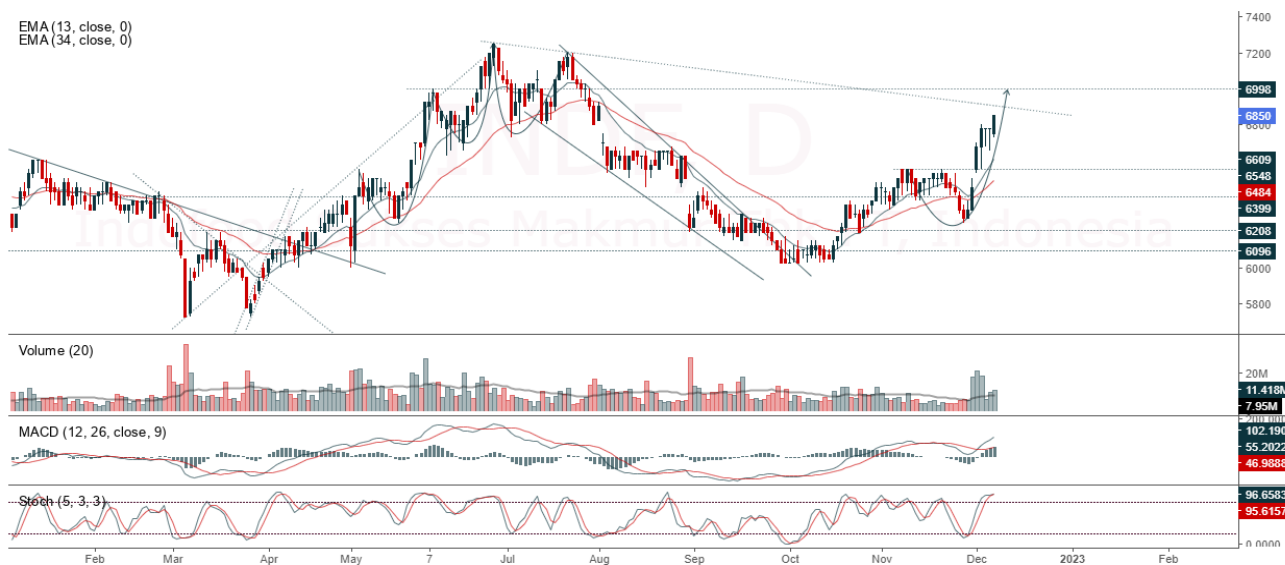 EMA (13, close, 0)
EMA (34, close, 0)
7400
7200
6998
6850
6800
6609
6548
6484
6399
6208
6096
6000
5800
Volume (20)
20M
11.418M
7.95M
MACD (12, 26, close, 9)
102.190
55.2022
46.9888
Stoch (5, 3, 3)
96.6583
95.6157
0.0000
Feb Mar Apr May 7 Jul Aug Sep Oct Nov Dec 2023 Feb